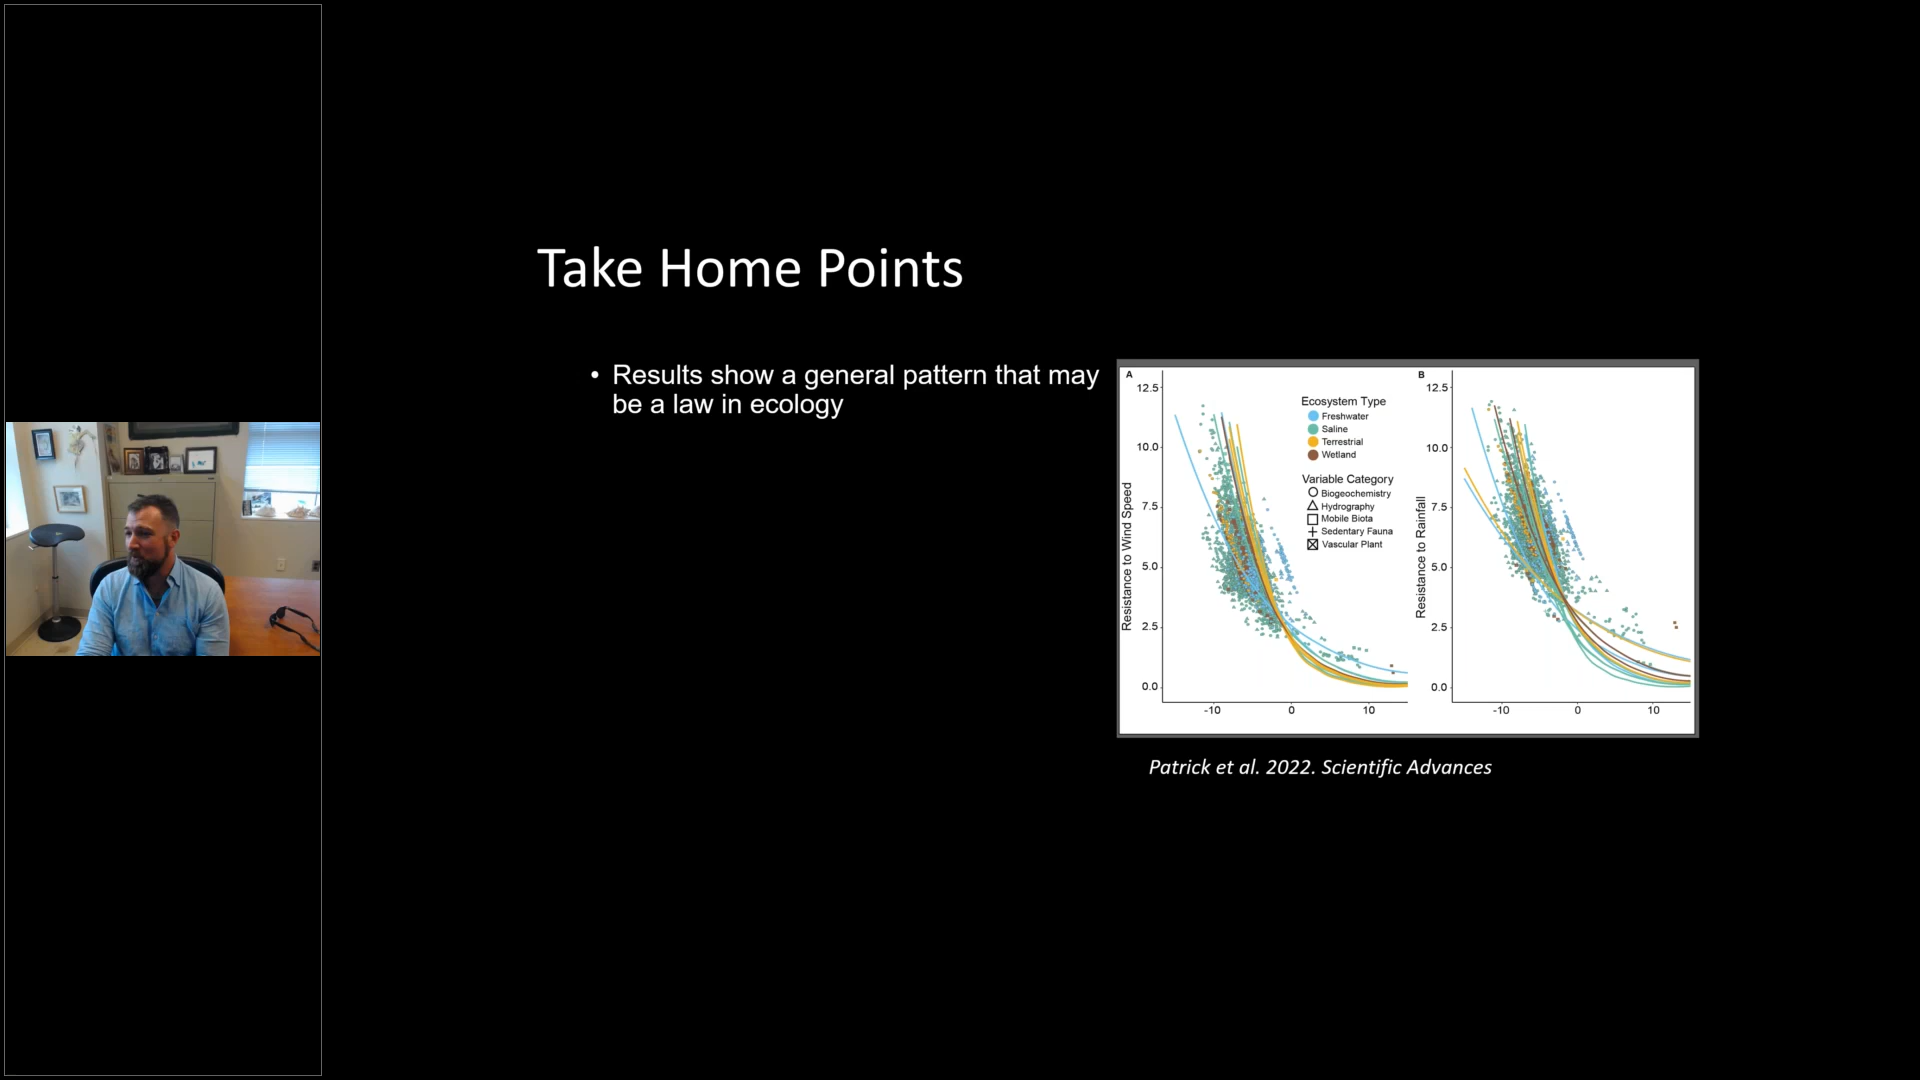 Take Home Points
• Results show a general pattern that may
be a law in ecology
A
12.5
10.0
7.5
5.0
2.5
0.0
Resistance to Wind Speed
-10 0 10
Ecosystem Type
Freshwater
Saline
Terrestrial
Wetland
Variable Category
Biogeochemistry
Hydrography
Mobile Biota
Sedentary Fauna
Vascular Plant
B
12.5
10.0
7.5
5.0
2.5
0.0
Resistance to Rainfall
-10 0 10
Patrick et al. 2022. Scientific Advances